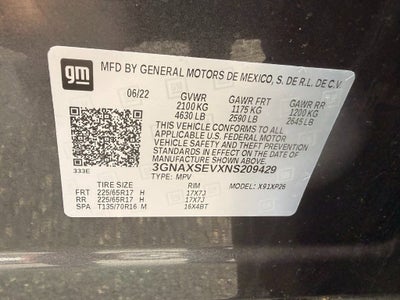 gm
MFD BY GENERAL MOTORS DE MEXICO, S. DE R.L. DE C.V.
06/22 GVWR GAWR FRT GAWR RR
2100 KG 1175 KG 1200 KG
4630 LB 2590 LB 2645 LB
THIS VEHICLE CONFORMS TO ALL
APPLICABLE U.S. FEDERAL MOTOR
VEHICLE SAFETY AND THEFT
PREVENTION STANDARDS IN
EFFECT ON THE DATE OF
MANUFACTURE SHOWN ABOVE.
333E 3GNAXSEVXNS209429
TYPE: MPV MODEL: X91XP26
TIRE SIZE RIM
FRT 225/65R17 H 17X7J
RR 225/65R17 H 17X7J
SPA T135/70R16 M 16X4BT